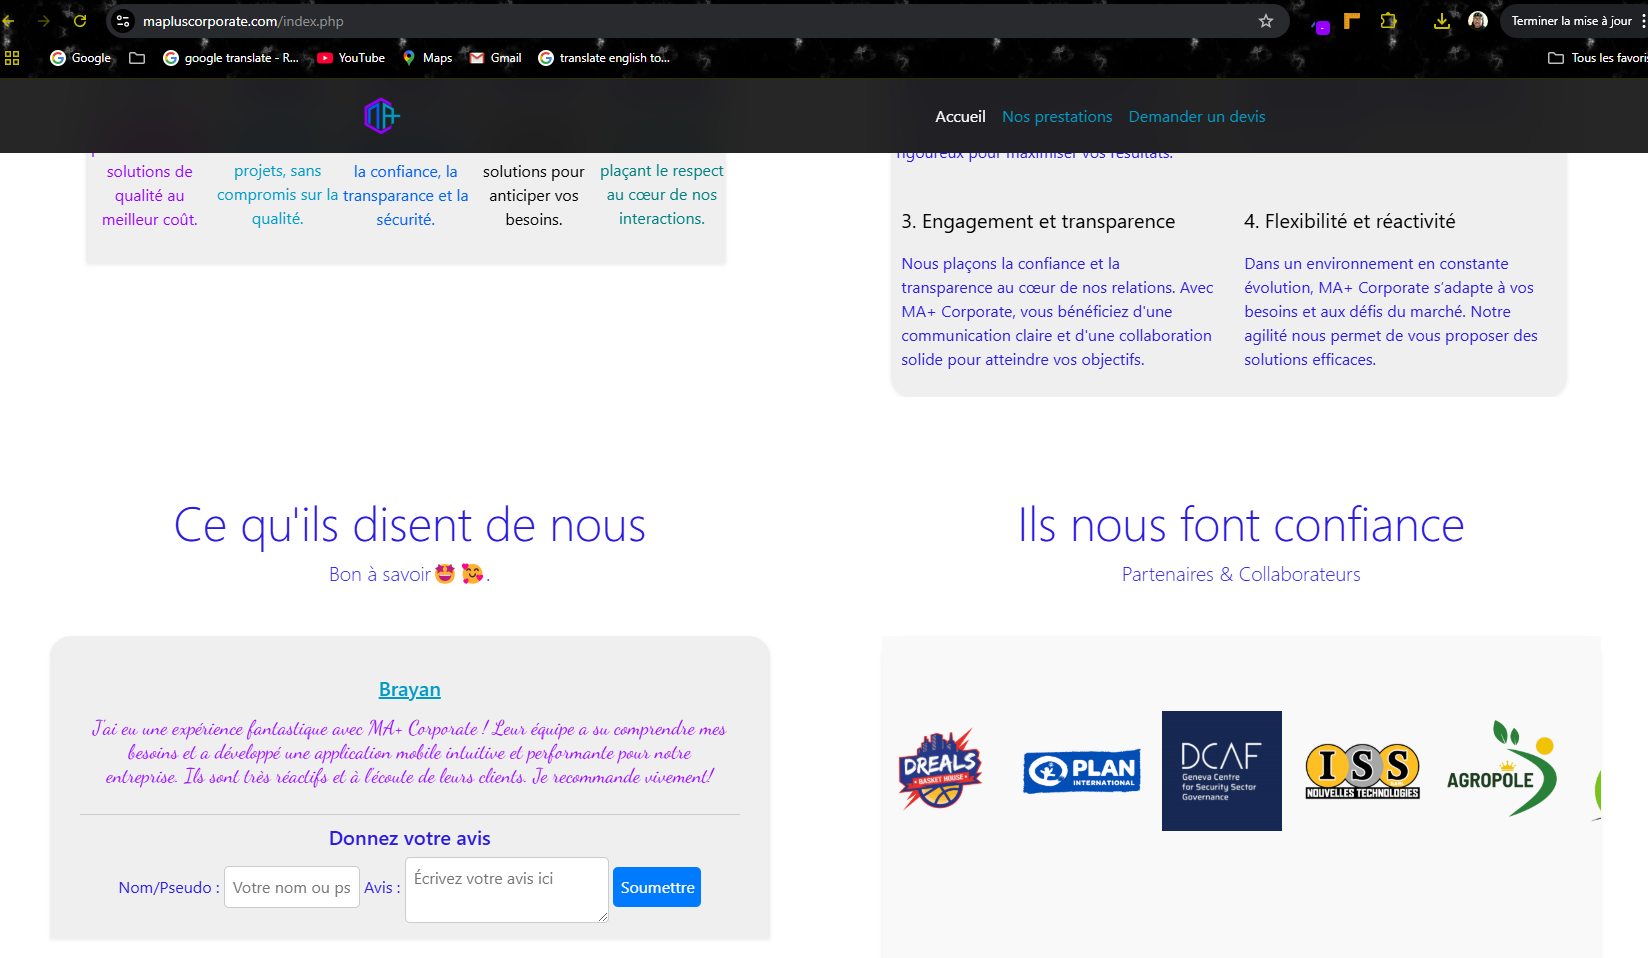 mapluscorporate.com/index.php
Terminer la mise à jour
Google
google translate - R...
YouTube
Maps
Gmail
translate english to...
Tous les favoris
Accueil
Nos prestations
Demander un devis
solutions de
qualité au
meilleur coût.
projets, sans
compromis sur la
qualité.
la confiance, la
transparance et la
sécurité.
solutions pour
anticiper vos
besoins.
plaçant le respect
au cœur de nos
interactions.
rigoureux pour maximiser vos résultats.
3. Engagement et transparence
Nous plaçons la confiance et la
transparence au cœur de nos relations. Avec
MA+ Corporate, vous bénéficiez d'une
communication claire et d'une collaboration
solide pour atteindre vos objectifs.
4. Flexibilité et réactivité
Dans un environnement en constante
évolution, MA+ Corporate s’adapte à vos
besoins et aux défis du marché. Notre
agilité nous permet de vous proposer des
solutions efficaces.
Ce qu'ils disent de nous
Bon à savoir🤩 🥰.
Brayan
J'ai eu une expérience fantastique avec MA+ Corporate ! Leur équipe a su comprendre mes
besoins et a développé une application mobile intuitive et performante pour notre
entreprise. Ils sont très réactifs et à l'écoute de leurs clients. Je recommande vivement!
Donnez votre avis
Nom/Pseudo : Votre nom ou ps Avis : Écrivez votre avis ici Soumettre
Ils nous font confiance
Partenaires & Collaborateurs
DREALS
BASKET HOUSE
PLAN
INTERNATIONAL
DCAF
Geneva Centre
for Security Sector
Governance
ISS
NOUVELLES TECHNOLOGIES
AGROPOLE